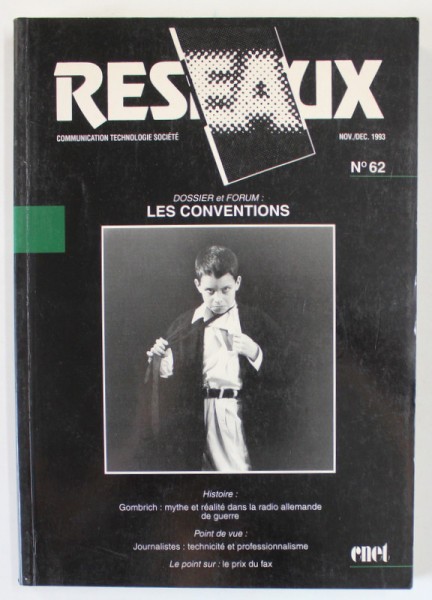 RESEAUX
COMMUNICATION TECHNOLOGIE SOCIÉTÉ
NOV./DEC. 1993
N° 62
DOSSIER et FORUM :
LES CONVENTIONS
Histoire :
Gombrich : mythe et réalité dans la radio allemande
de guerre
Point de vue :
Journalistes : technicité et professionnalisme
Le point sur : le prix du fax
cnet